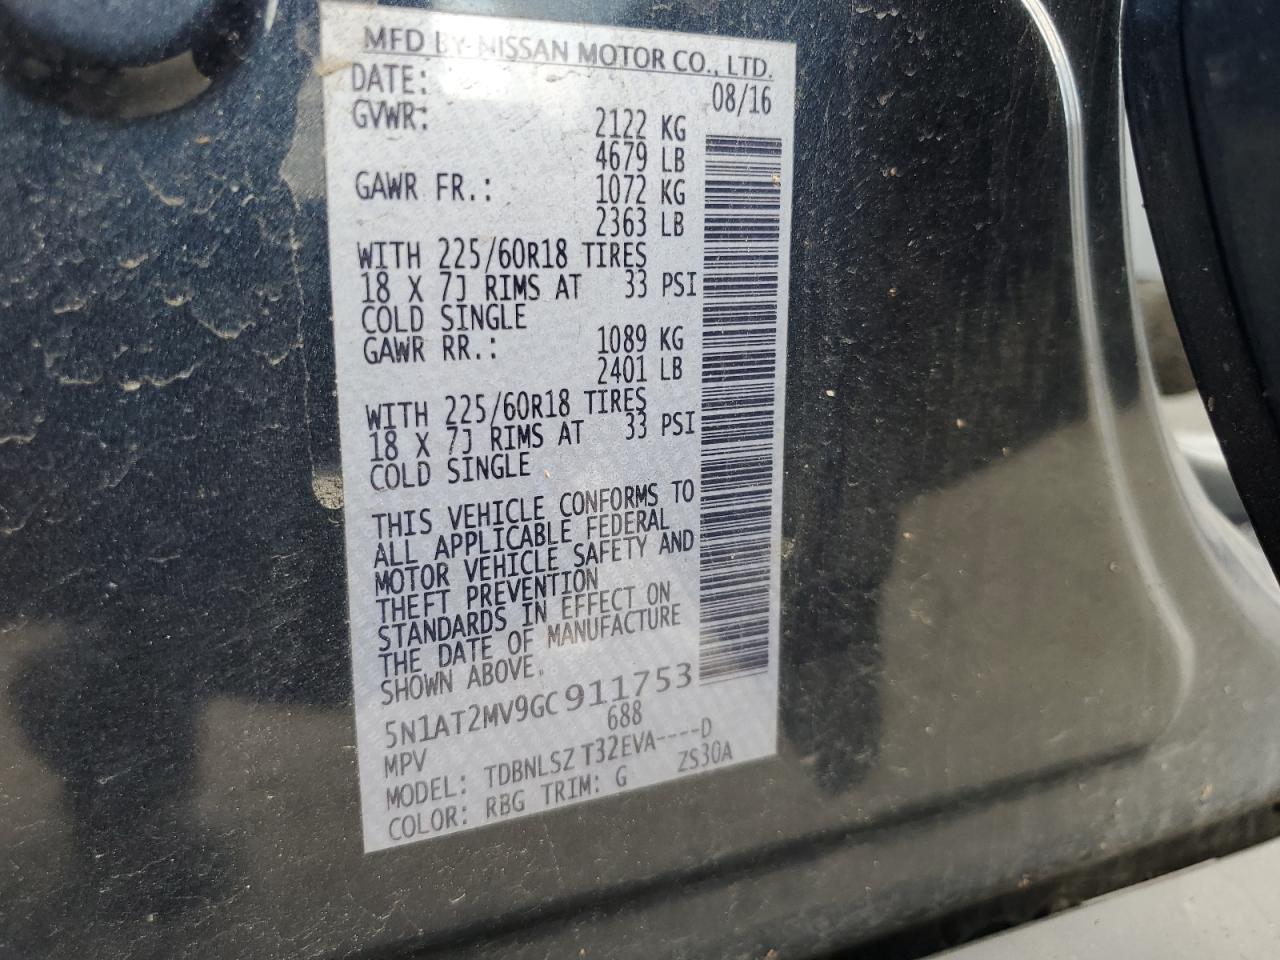 MFD BY NISSAN MOTOR CO., LTD.
DATE: 08/16
GVWR: 2122 KG
4679 LB
GAWR FR.: 1072 KG
2363 LB
WITH 225/60R18 TIRES
18 X 7J RIMS AT 33 PSI
COLD SINGLE
GAWR RR.: 1089 KG
2401 LB
WITH 225/60R18 TIRES
18 X 7J RIMS AT 33 PSI
COLD SINGLE
THIS VEHICLE CONFORMS TO
ALL APPLICABLE FEDERAL
MOTOR VEHICLE SAFETY AND
THEFT PREVENTION
STANDARDS IN EFFECT ON
THE DATE OF MANUFACTURE
SHOWN ABOVE.
5N1AT2MV9GC911753
MPV 688
MODEL: TDBNLSZ T32EVA----D
COLOR: RBG TRIM: G ZS30A